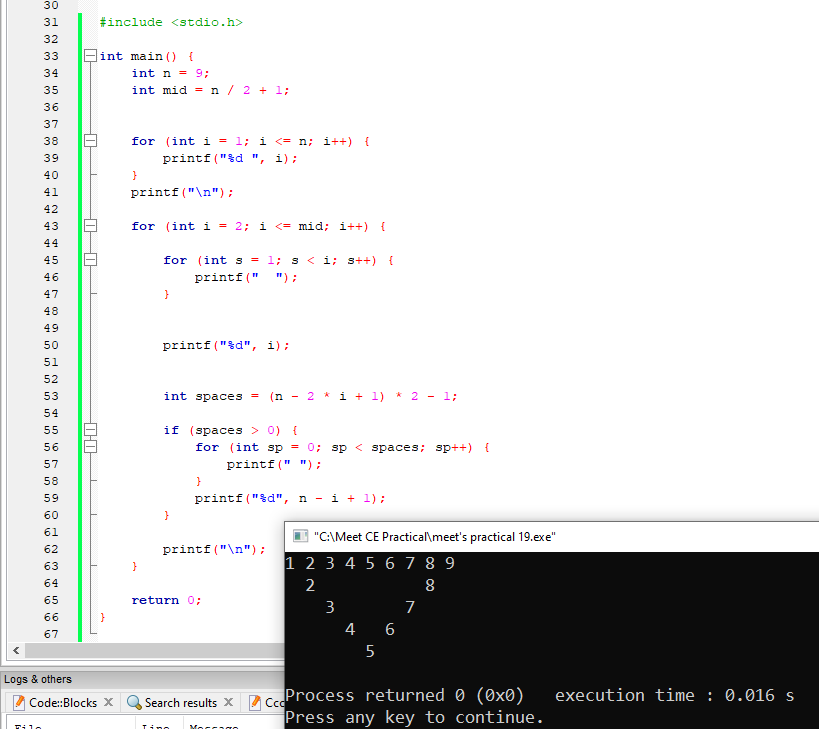 30
31 #include <stdio.h>
32
33 int main() {
34     int n = 9;
35     int mid = n / 2 + 1;
36
37
38     for (int i = 1; i <= n; i++) {
39         printf("%d ", i);
40     }
41     printf("\n");
42
43     for (int i = 2; i <= mid; i++) {
44
45         for (int s = 1; s < i; s++) {
46             printf("  ");
47         }
48
49
50         printf("%d", i);
51
52
53         int spaces = (n - 2 * i + 1) * 2 - 1;
54
55         if (spaces > 0) {
56             for (int sp = 0; sp < spaces; sp++) {
57                 printf(" ");
58             }
59             printf("%d", n - i + 1);
60         }
61
62         printf("\n");
63     }
64
65     return 0;
66 }
67
"C:\Meet CE Practical\meet's practical 19.exe"
1 2 3 4 5 6 7 8 9
  2           8
    3       7
      4   6
        5
Process returned 0 (0x0)   execution time : 0.016 s
Press any key to continue.
Logs & others
Code::Blocks X Search results X